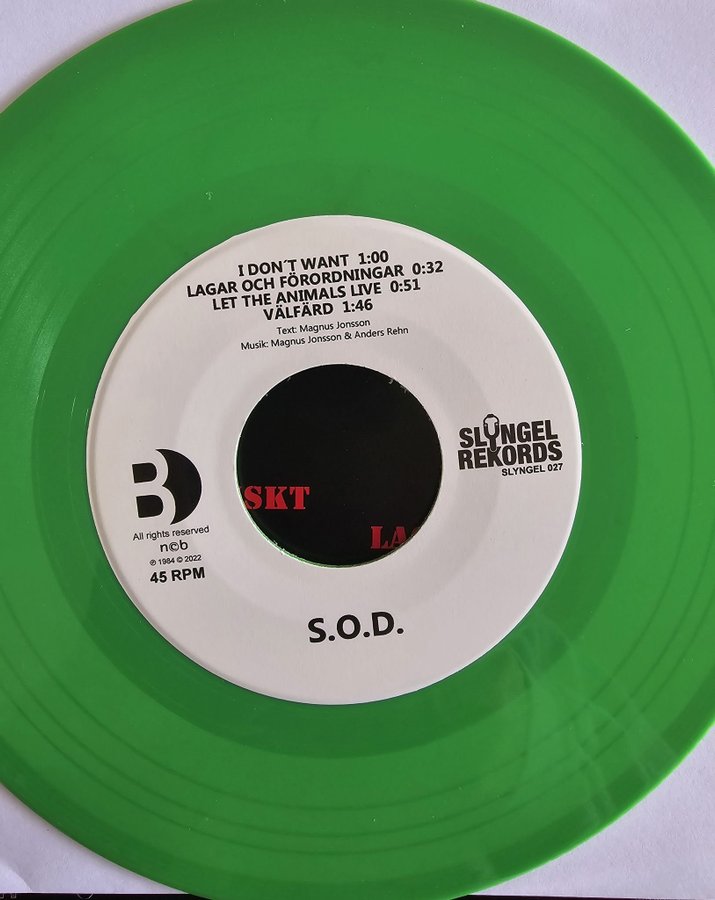 I DON´T WANT 1:00
LAGAR OCH FÖRORDNINGAR 0:32
LET THE ANIMALS LIVE 0:51
VÄLFÄRD 1:46
Text: Magnus Jonsson
Musik: Magnus Jonsson & Anders Rehn
B
All rights reserved
n©b
℗ 1984 © 2022
45 RPM
SLYNGEL
REKORDS
SLYNGEL 027
SKT
LA
S.O.D.